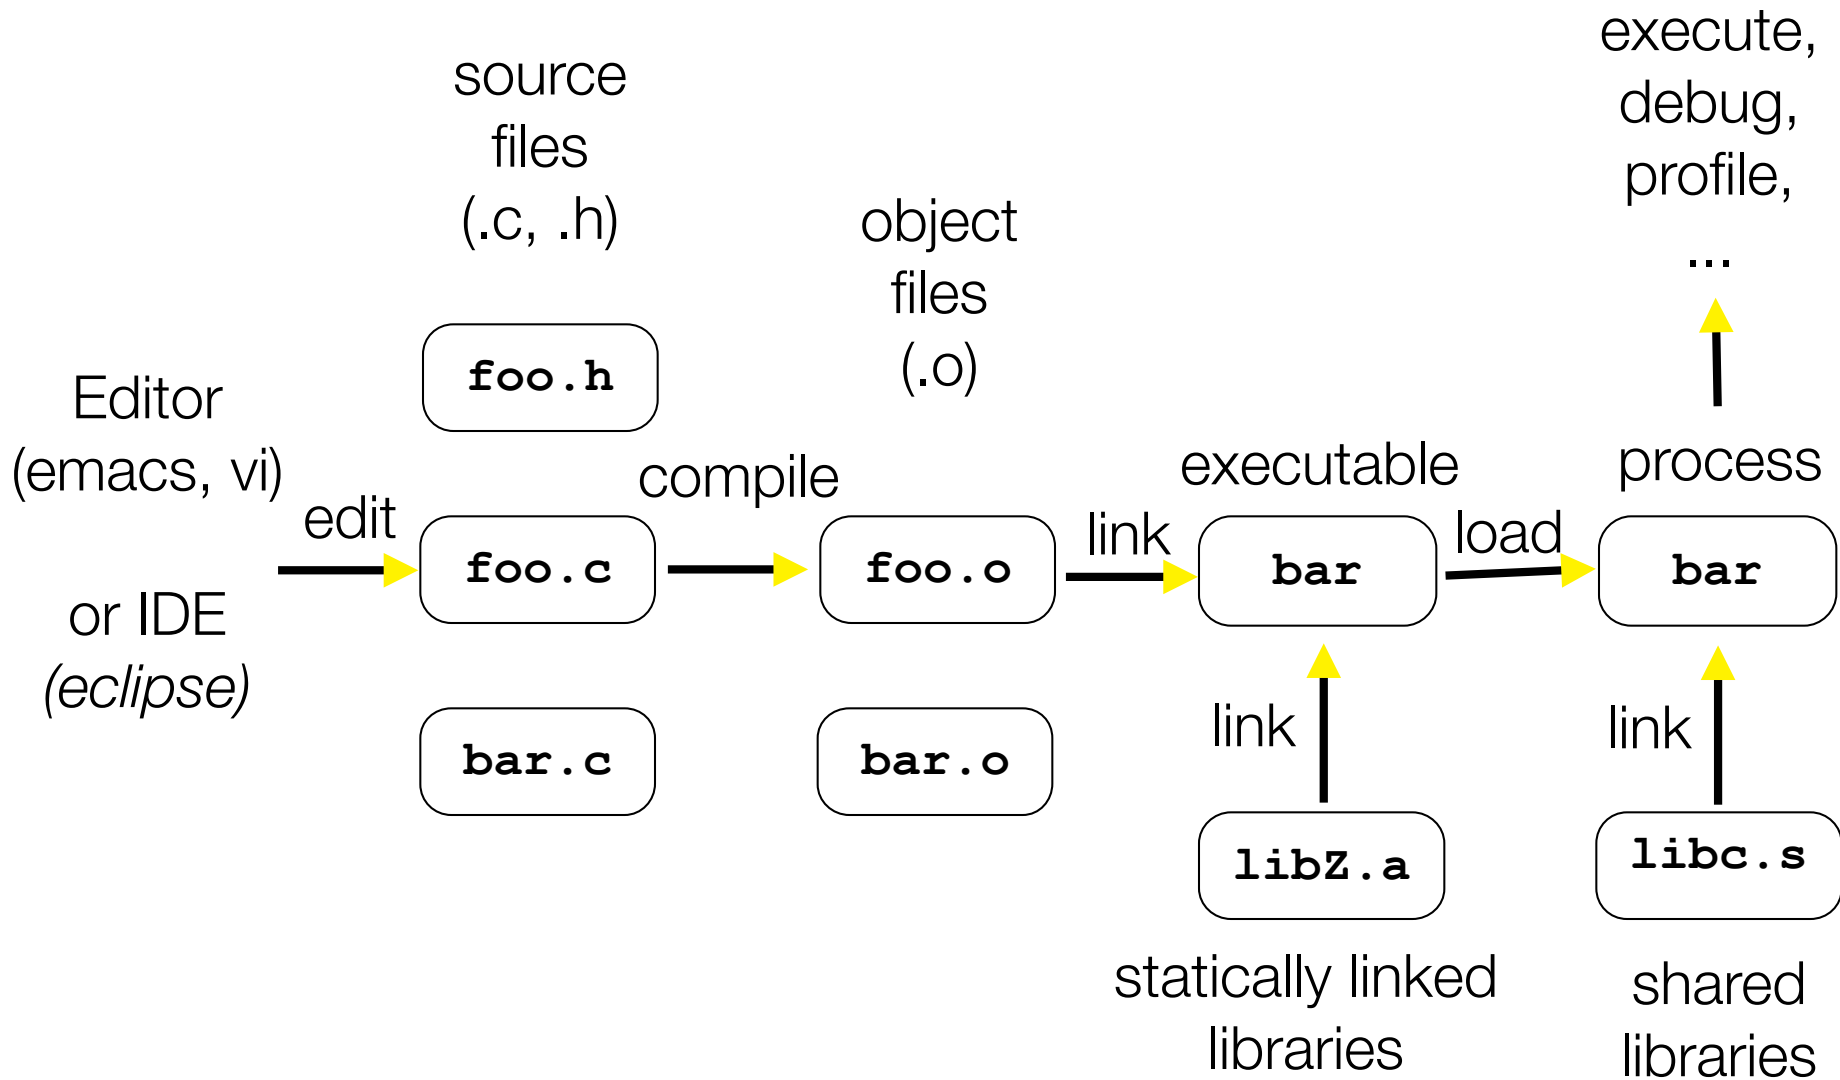 source
files
(.c, .h)
object
files
(.o)
execute,
debug,
profile,
...
Editor
(emacs, vi)
or IDE
(eclipse)
edit
foo.h
foo.c
bar.c
compile
foo.o
bar.o
link
executable
bar
load
process
bar
link
libZ.a
statically linked
libraries
link
libc.s
shared
libraries